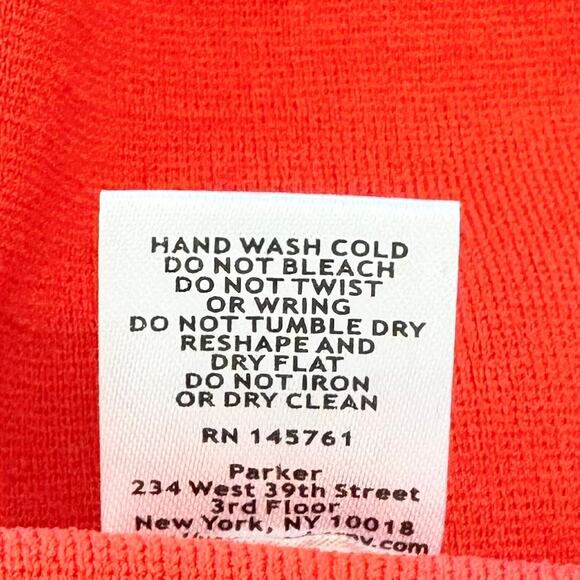 HAND WASH COLD
DO NOT BLEACH
DO NOT TWIST
OR WRING
DO NOT TUMBLE DRY
RESHAPE AND
DRY FLAT
DO NOT IRON
OR DRY CLEAN
RN 145761
Parker
234 West 39th Street
3rd Floor
New York, NY 10018